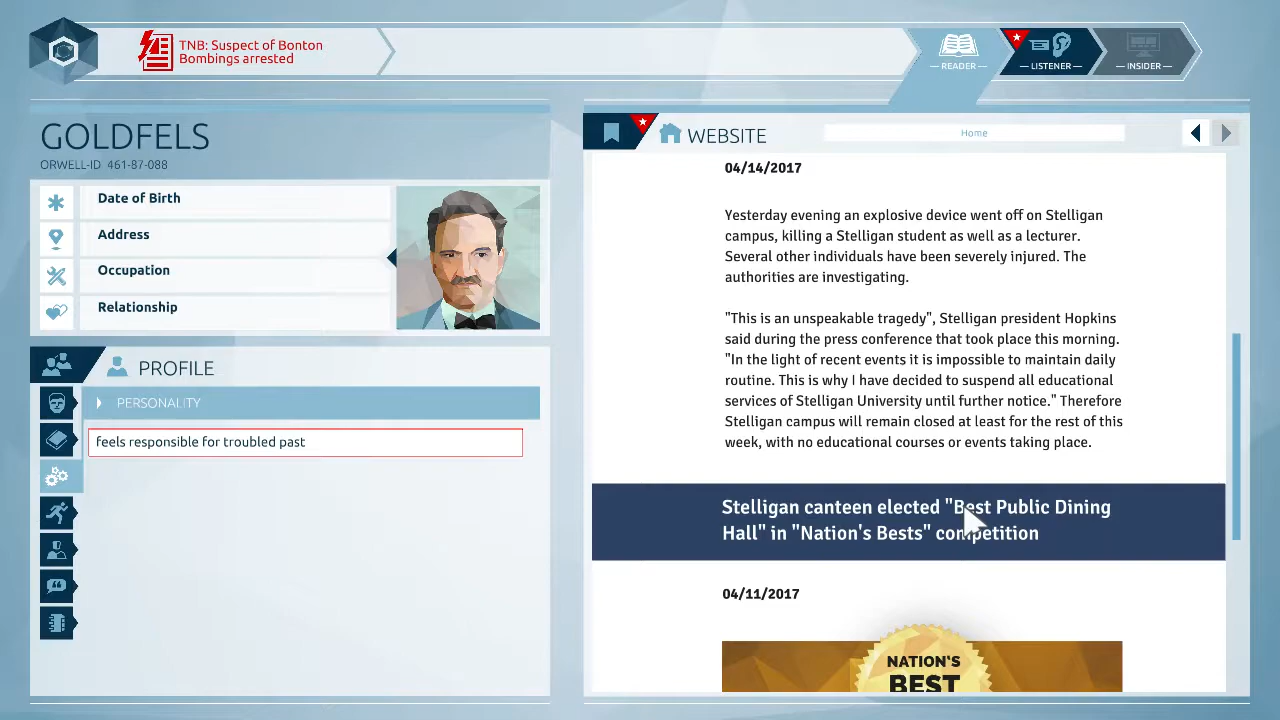 TNB: Suspect of Bonton
Bombings arrested
— READER —
— LISTENER —
— INSIDER —
GOLDFELS
ORWELL-ID 461-87-088
Date of Birth
Address
Occupation
Relationship
PROFILE
PERSONALITY
feels responsible for troubled past
WEBSITE
Home
04/14/2017
Yesterday evening an explosive device went off on Stelligan
campus, killing a Stelligan student as well as a lecturer.
Several other individuals have been severely injured. The
authorities are investigating.
"This is an unspeakable tragedy", Stelligan president Hopkins
said during the press conference that took place this morning.
"In the light of recent events it is impossible to maintain daily
routine. This is why I have decided to suspend all educational
services of Stelligan University until further notice." Therefore
Stelligan campus will remain closed at least for the rest of this
week, with no educational courses or events taking place.
Stelligan canteen elected "Best Public Dining
Hall" in "Nation's Bests" competition
04/11/2017
NATION'S
BEST